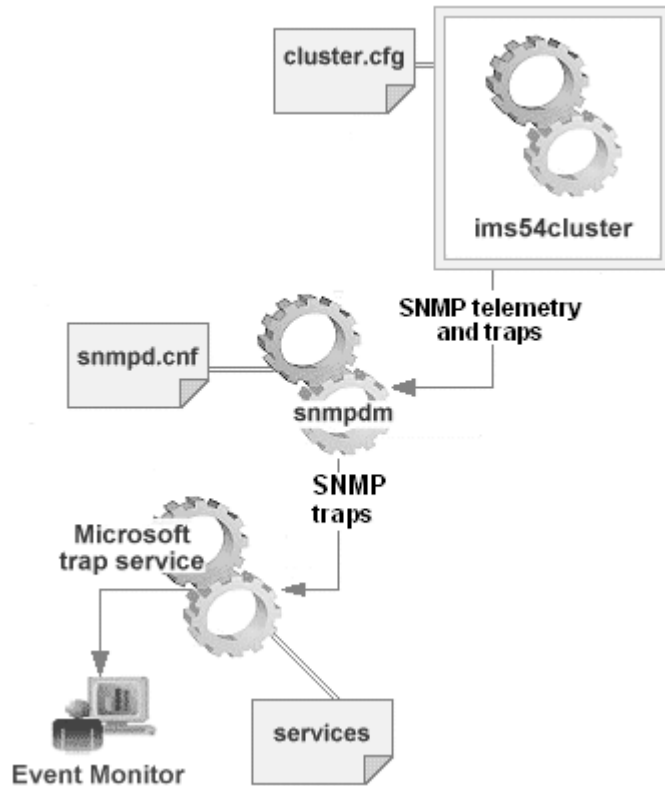 cluster.cfg
ims54cluster
SNMP telemetry
and traps
snmpd.cnf
snmpdm
SNMP
traps
Microsoft
trap service
services
Event Monitor